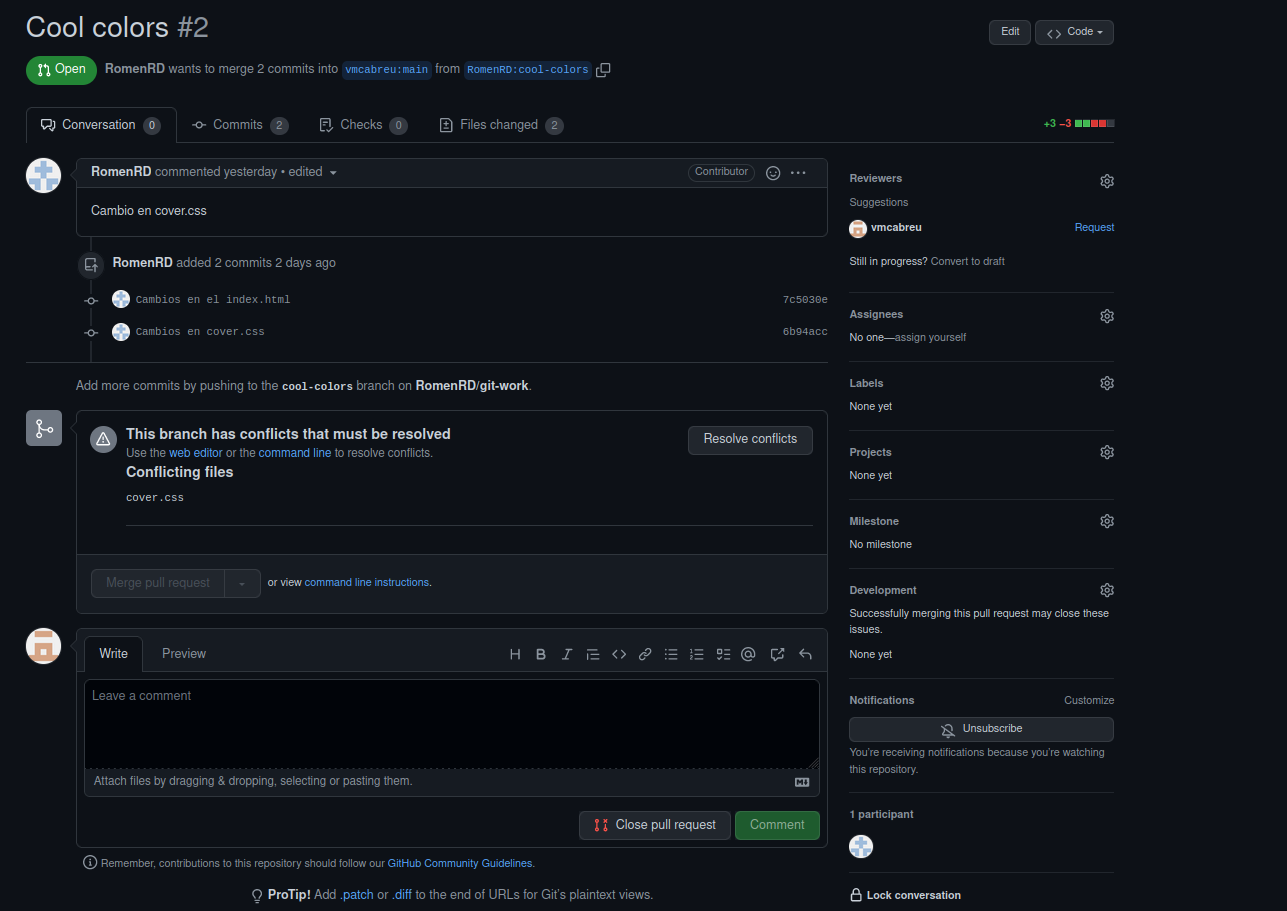 Cool colors #2
Edit
Code
Open
RomenRD wants to merge 2 commits into vmcabreu:main from RomenRD:cool-colors
Conversation 0
Commits 2
Checks 0
Files changed 2
+3 −3
RomenRD commented yesterday • edited
Contributor
Cambio en cover.css
RomenRD added 2 commits 2 days ago
Cambios en el index.html 7c5030e
Cambios en cover.css 6b94acc
Add more commits by pushing to the cool-colors branch on RomenRD/git-work.
This branch has conflicts that must be resolved
Use the web editor or the command line to resolve conflicts.
Resolve conflicts
Conflicting files
cover.css
Merge pull request
or view command line instructions.
Write
Preview
Leave a comment
Attach files by dragging & dropping, selecting or pasting them.
Close pull request
Comment
Remember, contributions to this repository should follow our GitHub Community Guidelines.
ProTip! Add .patch or .diff to the end of URLs for Git's plaintext views.
Reviewers
Suggestions
vmcabreu Request
Still in progress? Convert to draft
Assignees
No one—assign yourself
Labels
None yet
Projects
None yet
Milestone
No milestone
Development
Successfully merging this pull request may close these
issues.
None yet
Notifications Customize
Unsubscribe
You're receiving notifications because you're watching
this repository.
1 participant
Lock conversation